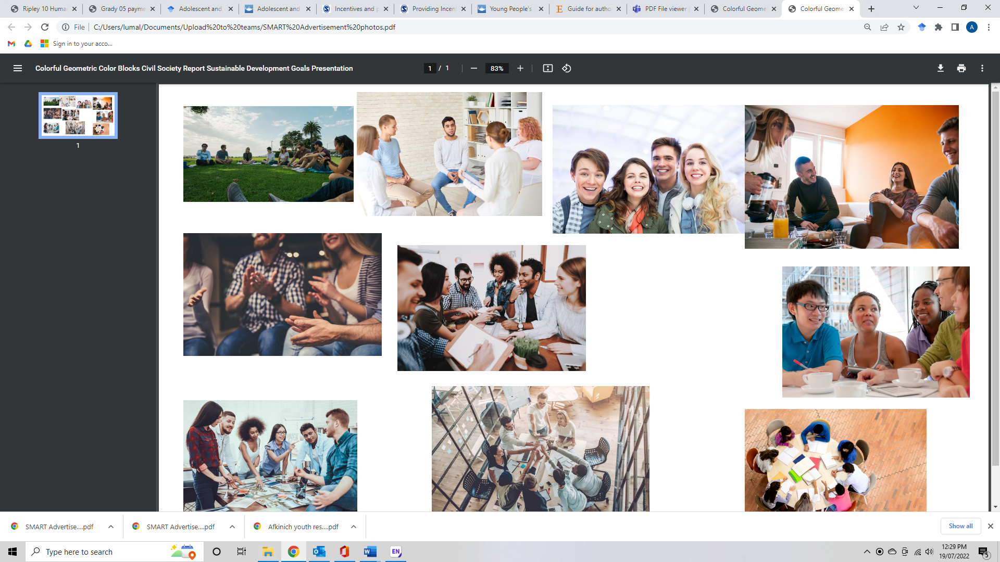 Ripley 10 Huma
Grady 05 payme
Adolescent and
Adolescent and
Incentives and p
Providing Incen
Young People's
Guide for autho
PDF File viewer
Colorful Geome
Colorful Geome
File
C:/Users/lumal/Documents/Upload%20to%20teams/SMART%20Advertisement%20photos.pdf
A
Sign in to your acco...
Colorful Geometric Color Blocks Civil Society Report Sustainable Development Goals Presentation
1 / 1
83%
1
SMART Advertise....pdf
SMART Advertise....pdf
Afkinich youth res....pdf
Show all
Type here to search
EN
12:29 PM
19/07/2022
5